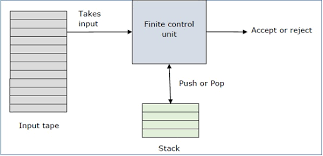 Takes
input
Finite control
unit
Accept or reject
Push or Pop
Input tape
Stack